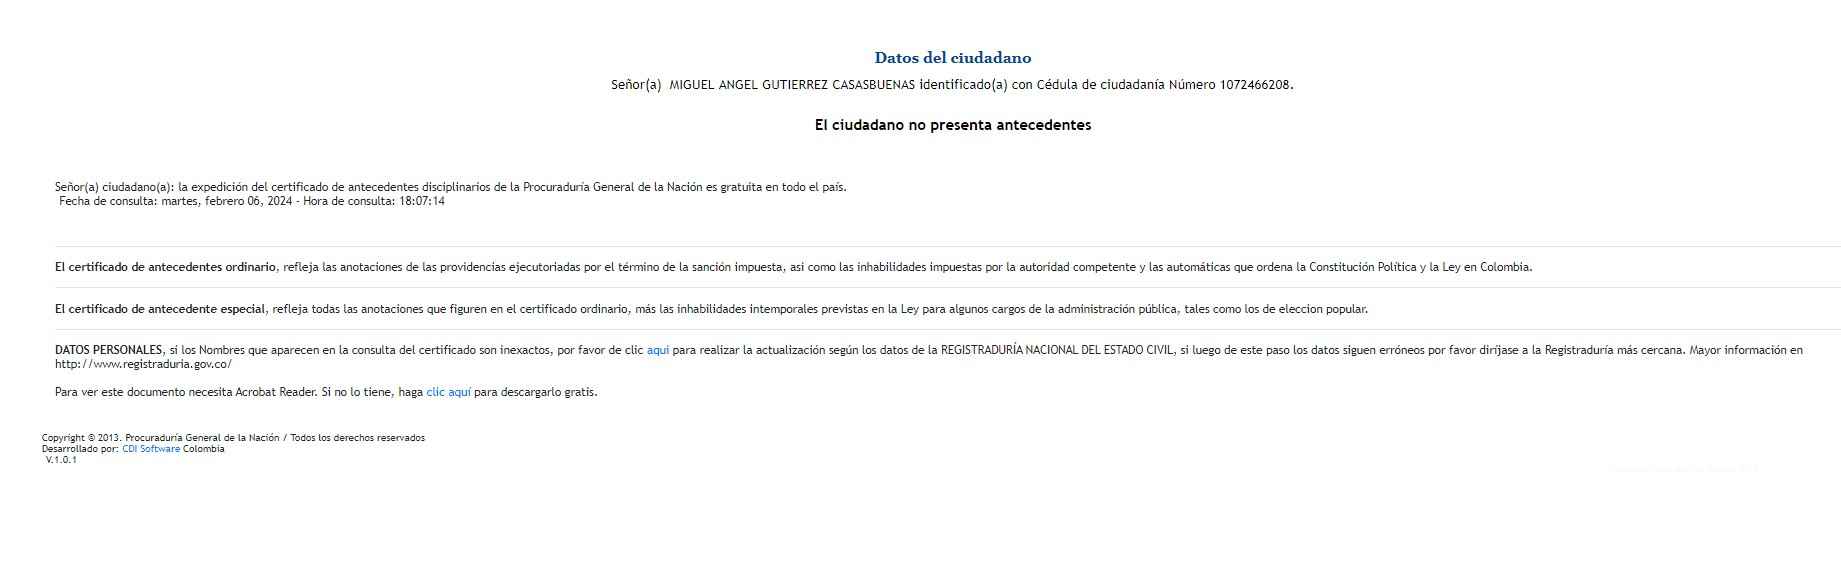 Datos del ciudadano
Señor(a) MIGUEL ANGEL GUTIERREZ CASASBUENAS identificado(a) con Cédula de ciudadanía Número 1072466208.
El ciudadano no presenta antecedentes
Señor(a) ciudadano(a): la expedición del certificado de antecedentes disciplinarios de la Procuraduría General de la Nación es gratuita en todo el país.
Fecha de consulta: martes, febrero 06, 2024 - Hora de consulta: 18:07:14
El certificado de antecedentes ordinario, refleja las anotaciones de las providencias ejecutoriadas por el término de la sanción impuesta, asi como las inhabilidades impuestas por la autoridad competente y las automáticas que ordena la Constitución Política y la Ley en Colombia.
El certificado de antecedente especial, refleja todas las anotaciones que figuren en el certificado ordinario, más las inhabilidades intemporales previstas en la Ley para algunos cargos de la administración pública, tales como los de eleccion popular.
DATOS PERSONALES, si los Nombres que aparecen en la consulta del certificado son inexactos, por favor de clic aqui para realizar la actualización según los datos de la REGISTRADURÍA NACIONAL DEL ESTADO CIVIL, si luego de este paso los datos siguen erróneos por favor diríjase a la Registraduría más cercana. Mayor información en
http://www.registraduria.gov.co/
Para ver este documento necesita Acrobat Reader. Si no lo tiene, haga clic aquí para descargarlo gratis.
Copyright © 2013. Procuraduría General de la Nación / Todos los derechos reservados
Desarrollado por: CDI Software Colombia
V.1.0.1